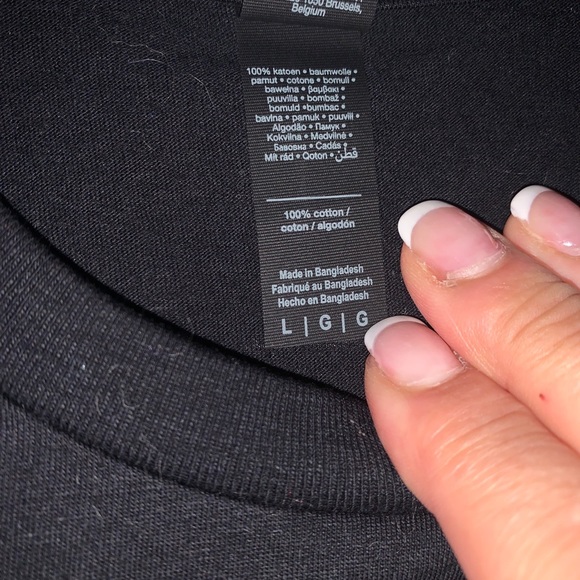 1050 Brussels,
Belgium
100% katoen • baumwolle •
pamut • cotone • bomull •
bawełna • βαμβάκι •
puuvilla • bombaž •
bomuld • bumbac •
bavlna • pamuk • puuvill •
Algodão • Памук •
Kokvilna • Medvilnė •
Бавовна • Cadás •
Mit rád • Qoton • قطن
100% cotton /
coton / algodón
Made in Bangladesh
Fabriqué au Bangladesh
Hecho en Bangladesh
L | G | G